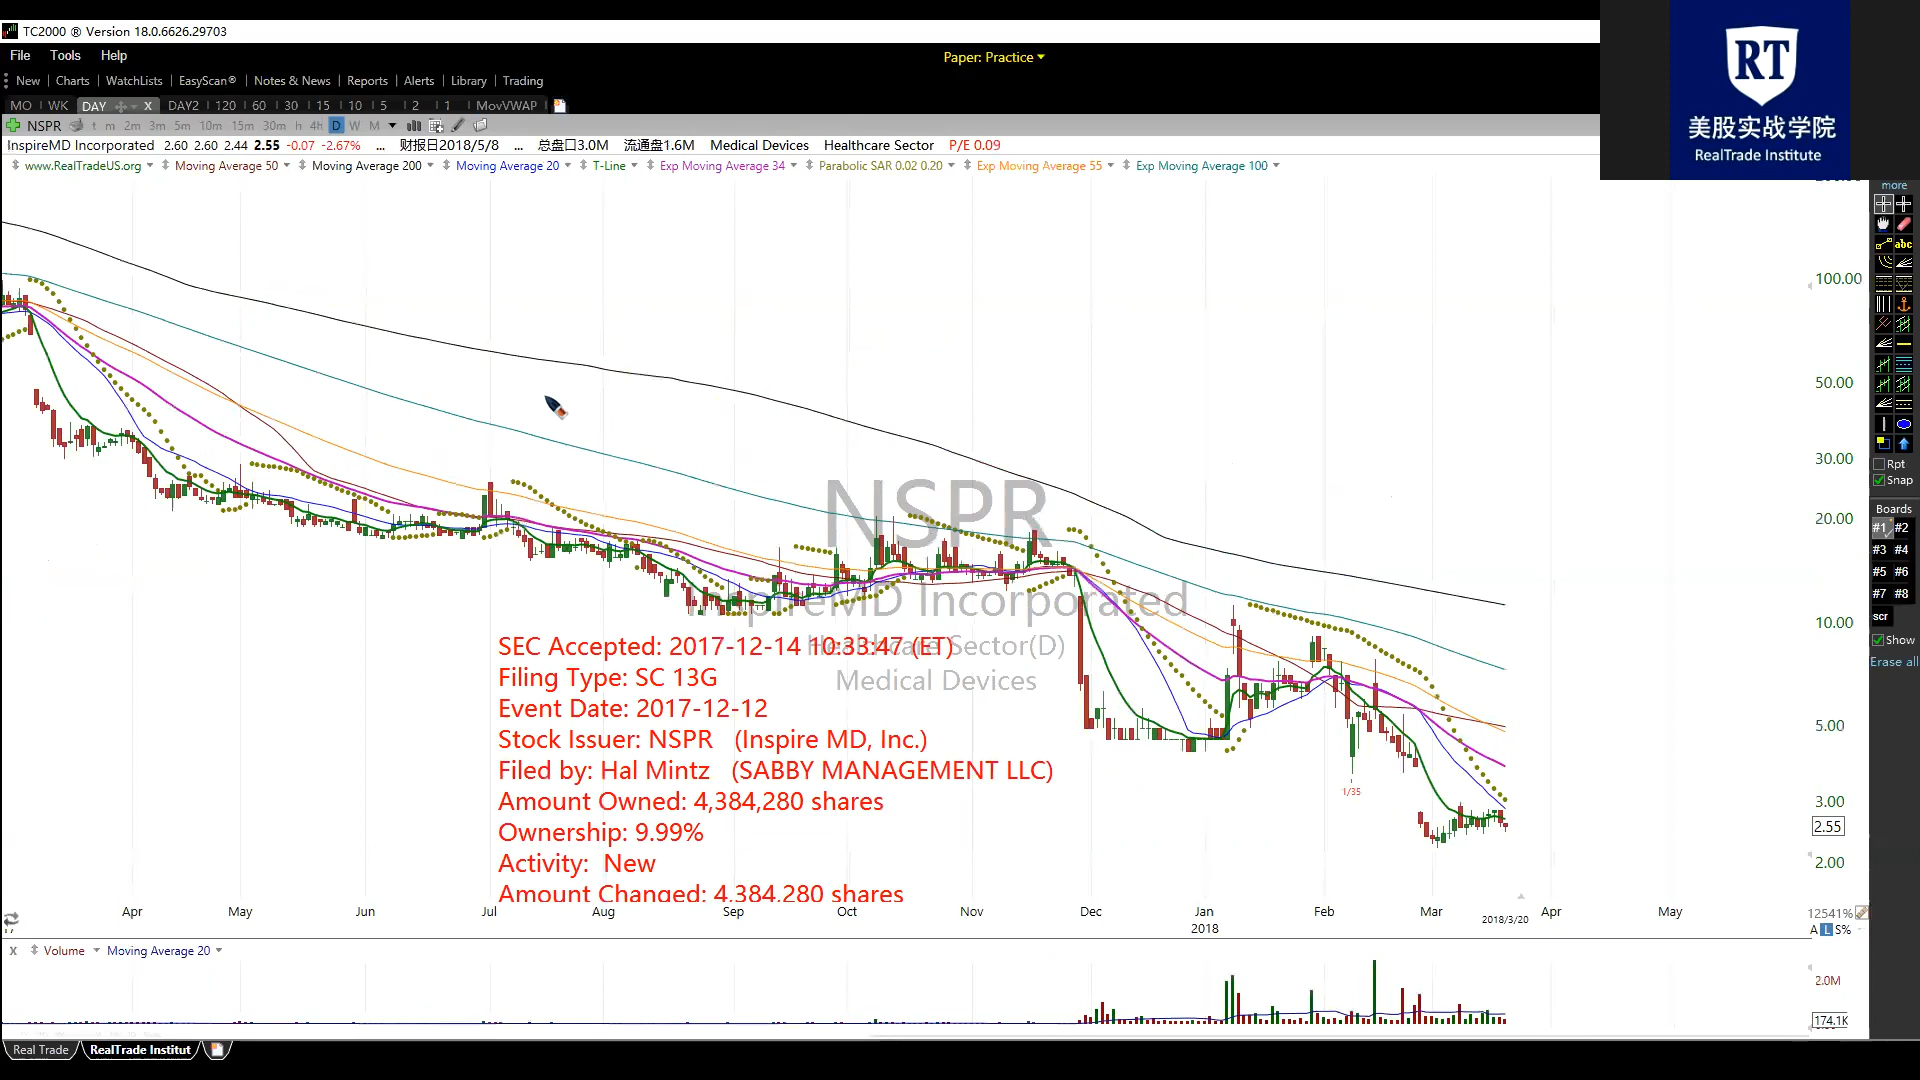 TC2000 ® Version 18.0.6626.29703
File Tools Help
Paper: Practice
New Charts WatchLists EasyScan® Notes & News Reports Alerts Library Trading
MO WK DAY X DAY2 120 60 30 15 10 5 2 1 MovVWAP
NSPR t m 2m 3m 5m 10m 15m 30m h 4h D W M
InspireMD Incorporated 2.60 2.60 2.44 2.55 -0.07 -2.67% ... 财报日2018/5/8 ... 总盘口3.0M 流通盘1.6M Medical Devices Healthcare Sector P/E 0.09
www.RealTradeUS.org Moving Average 50 Moving Average 200 Moving Average 20 T-Line Exp Moving Average 34 Parabolic SAR 0.02 0.20 Exp Moving Average 55 Exp Moving Average 100
RT
美股实战学院
RealTrade Institute
more
abc
Rpt
Snap
Boards
#1 #2
#3 #4
#5 #6
#7 #8
scr
Show
Erase all
100.00
50.00
30.00
20.00
10.00
5.00
3.00
2.55
2.00
NSPR
InspireMD Incorporated
Healthcare Sector(D)
Medical Devices
SEC Accepted: 2017-12-14 10:33:47 (ET)
Filing Type: SC 13G
Event Date: 2017-12-12
Stock Issuer: NSPR (Inspire MD, Inc.)
Filed by: Hal Mintz (SABBY MANAGEMENT LLC)
Amount Owned: 4,384,280 shares
Ownership: 9.99%
Activity: New
Amount Changed: 4,384,280 shares
1/35
Apr May Jun Jul Aug Sep Oct Nov Dec Jan Feb Mar 2018/3/20 Apr May
2018
12541%
A L S%
X Volume Moving Average 20
2.0M
174.1K
Real Trade RealTrade Institut